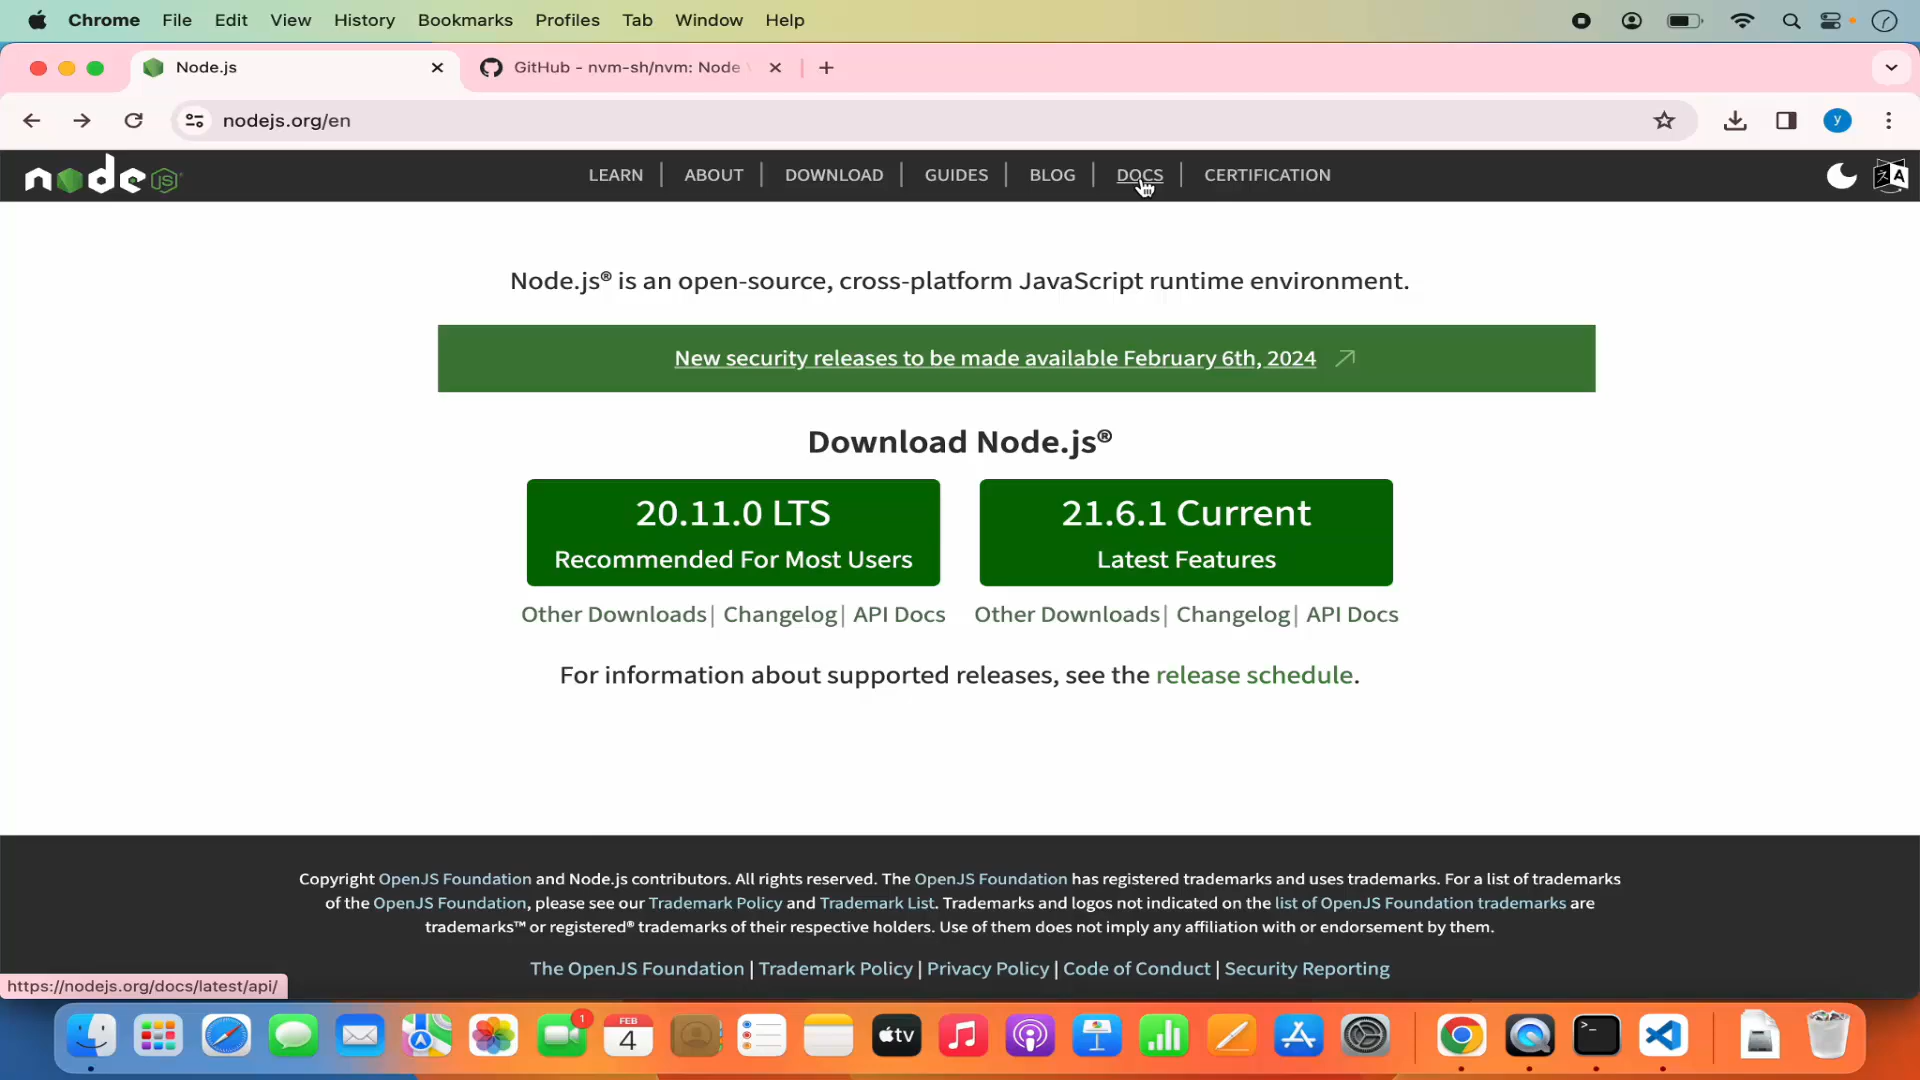 Chrome File Edit View History Bookmarks Profiles Tab Window Help
Node.js GitHub - nvm-sh/nvm: Node
nodejs.org/en y
node JS LEARN ABOUT DOWNLOAD GUIDES BLOG DOCS CERTIFICATION
Node.js® is an open-source, cross-platform JavaScript runtime environment.
New security releases to be made available February 6th, 2024
Download Node.js®
20.11.0 LTS
Recommended For Most Users
21.6.1 Current
Latest Features
Other Downloads| Changelog| API Docs Other Downloads| Changelog| API Docs
For information about supported releases, see the release schedule.
Copyright OpenJS Foundation and Node.js contributors. All rights reserved. The OpenJS Foundation has registered trademarks and uses trademarks. For a list of trademarks
of the OpenJS Foundation, please see our Trademark Policy and Trademark List. Trademarks and logos not indicated on the list of OpenJS Foundation trademarks are
trademarks™ or registered® trademarks of their respective holders. Use of them does not imply any affiliation with or endorsement by them.
The OpenJS Foundation | Trademark Policy | Privacy Policy | Code of Conduct | Security Reporting
https://nodejs.org/docs/latest/api/
1 FEB
4 tv